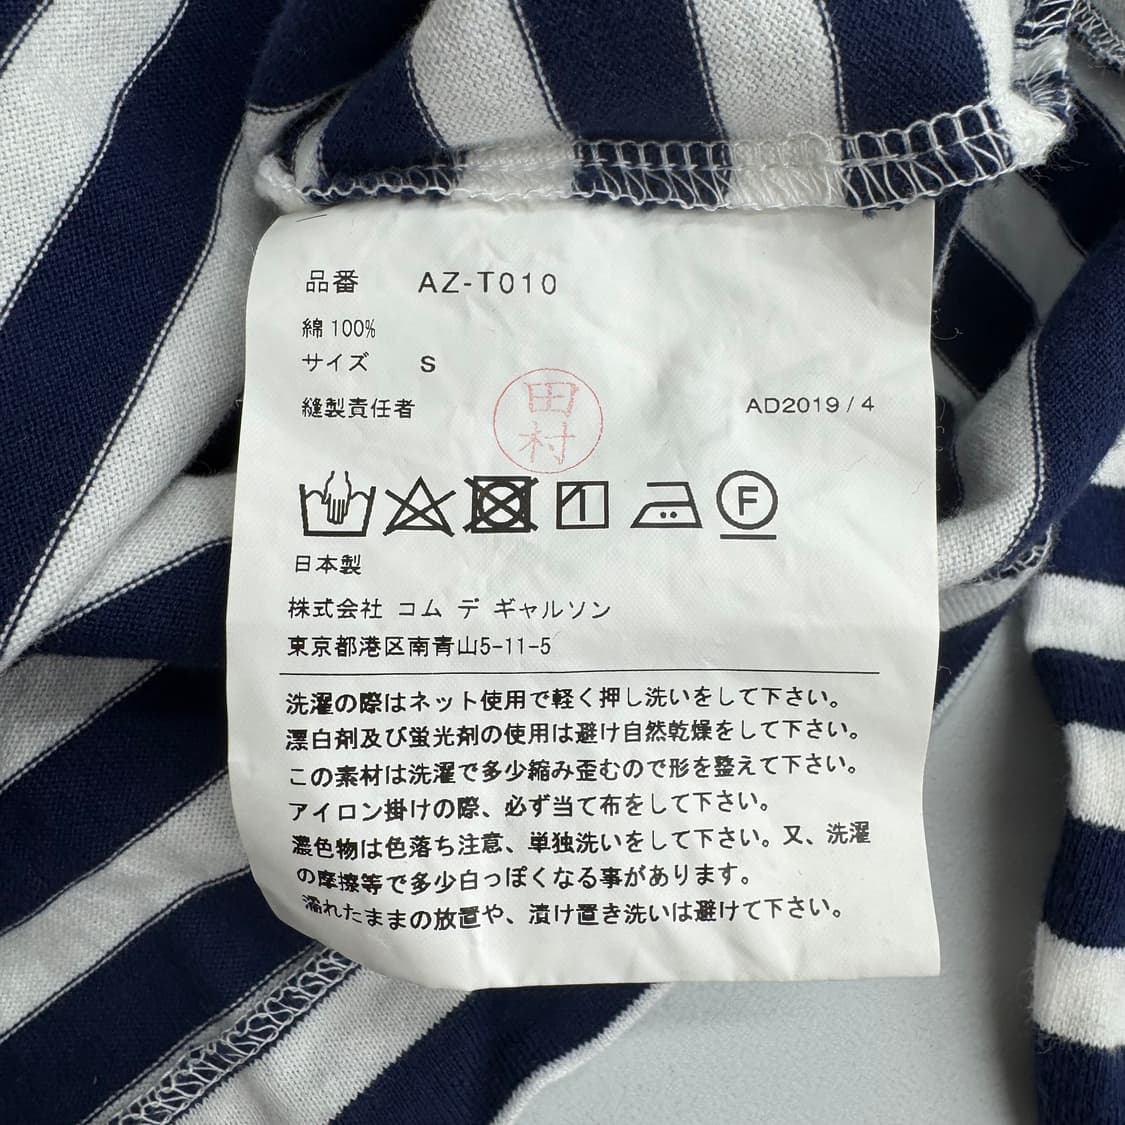 品番 AZ-T010
綿 100%
サイズ S
縫製責任者 田村 AD2019 / 4
F
日本製
株式会社 コム デ ギャルソン
東京都港区南青山5-11-5
洗濯の際はネット使用で軽く押し洗いをして下さい。
漂白剤及び蛍光剤の使用は避け自然乾燥をして下さい。
この素材は洗濯で多少縮み歪むので形を整えて下さい。
アイロン掛けの際、必ず当て布をして下さい。
濃色物は色落ち注意、単独洗いをして下さい。又、洗濯
の摩擦等で多少白っぽくなる事があります。
濡れたままの放置や、漬け置き洗いは避けて下さい。